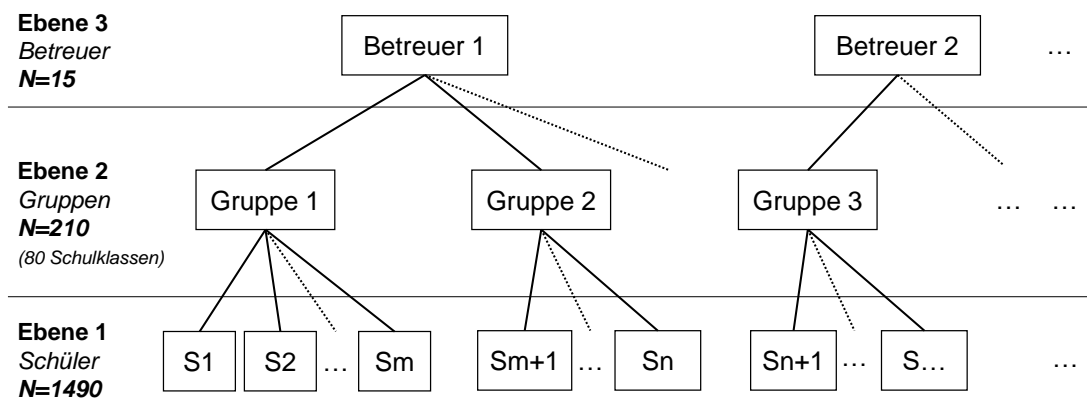 Ebene 3
Betreuer
N=15
Betreuer 1
Betreuer 2
…
Ebene 2
Gruppen
N=210
(80 Schulklassen)
Gruppe 1
Gruppe 2
Gruppe 3
… …
Ebene 1
Schüler
N=1490
S1
S2
…
Sm
Sm+1
…
Sn
Sn+1
…
S…
…